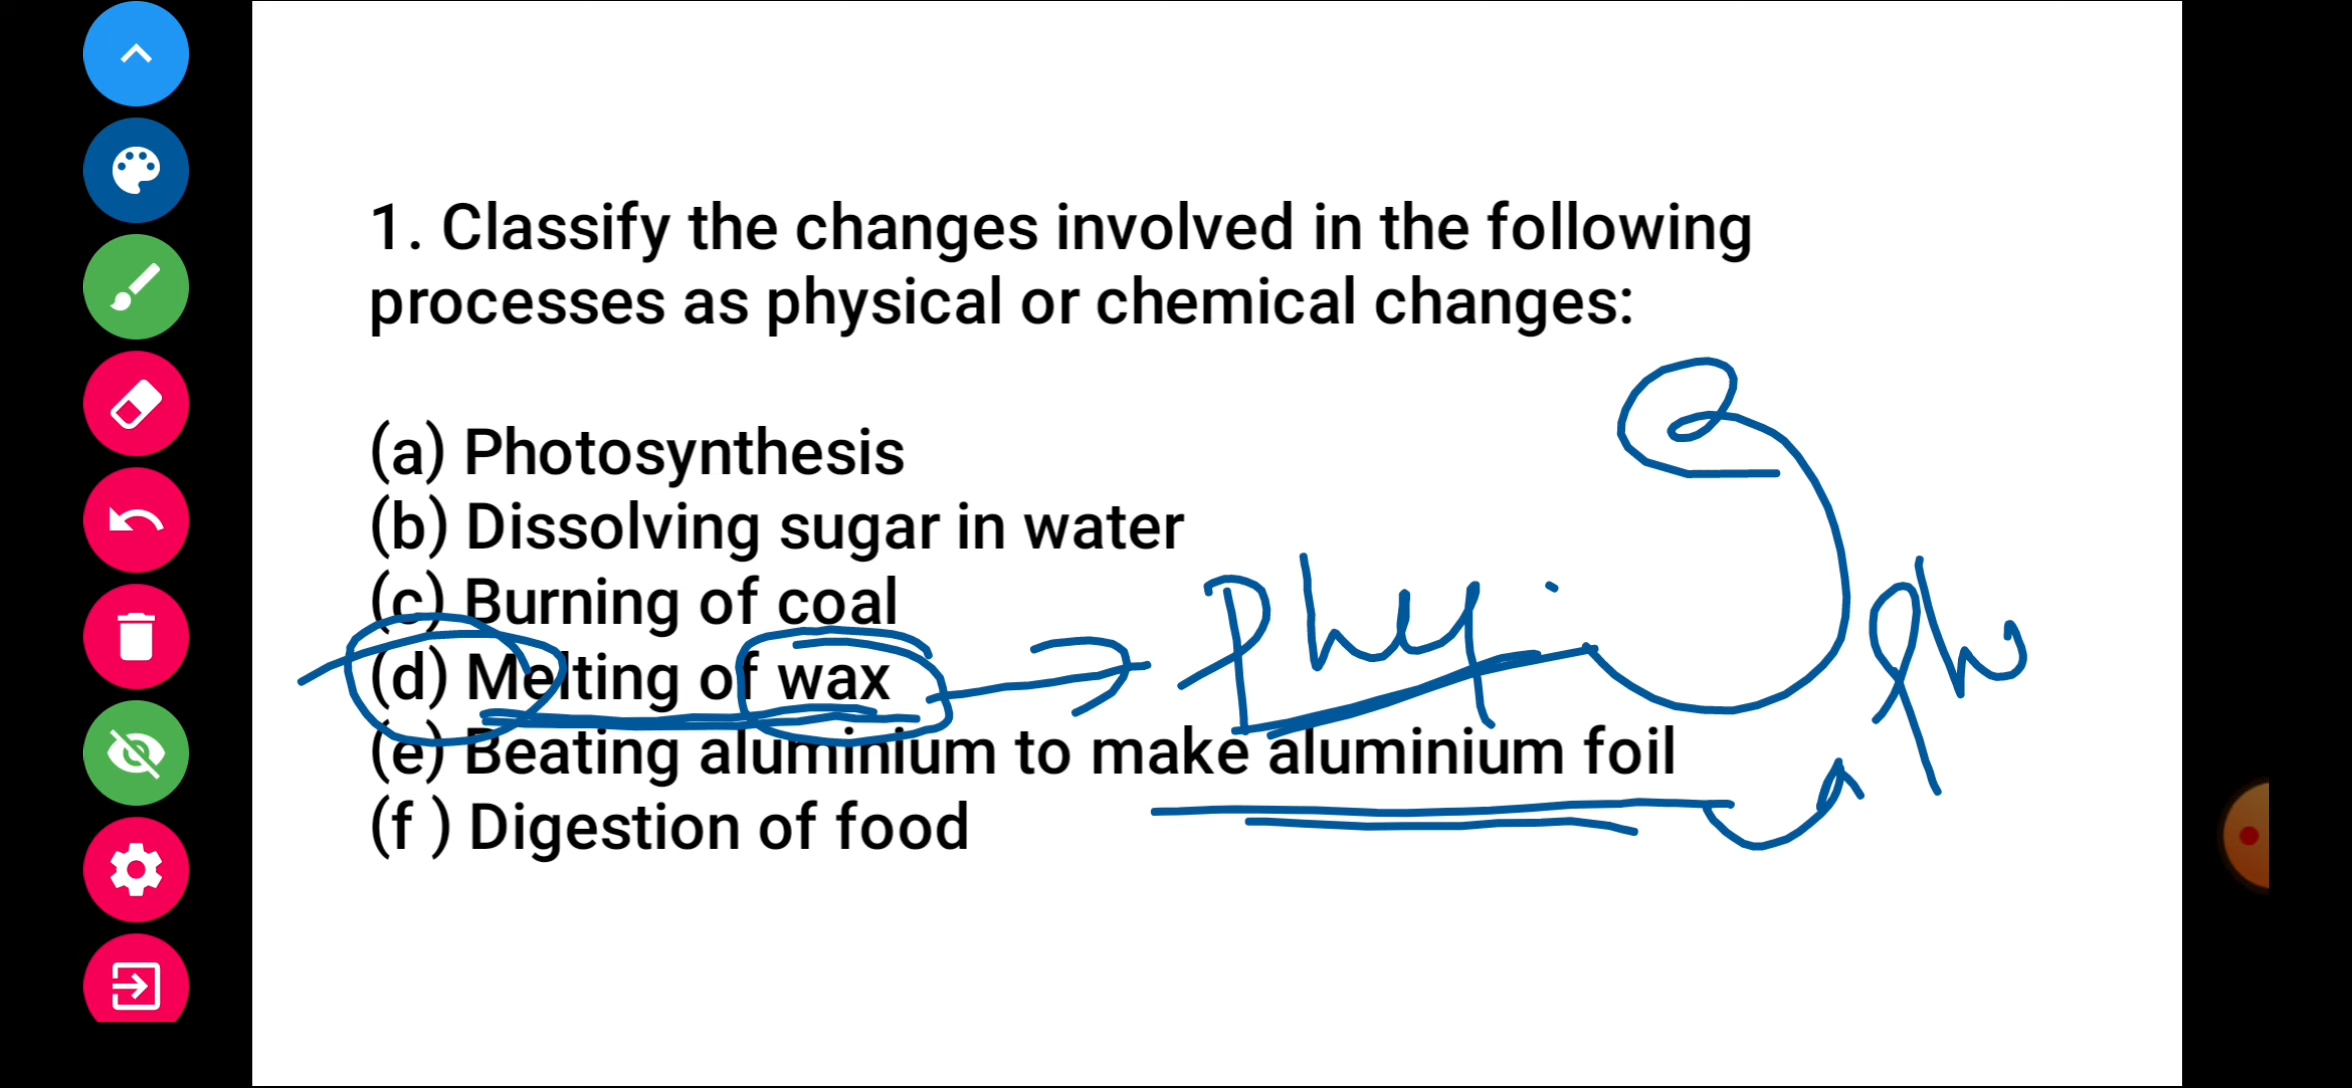 1. Classify the changes involved in the following
processes as physical or chemical changes:
(a) Photosynthesis
(b) Dissolving sugar in water
(c) Burning of coal
(d) Melting of wax
Phy
(e) Beating aluminium to make aluminium foil
(f ) Digestion of food